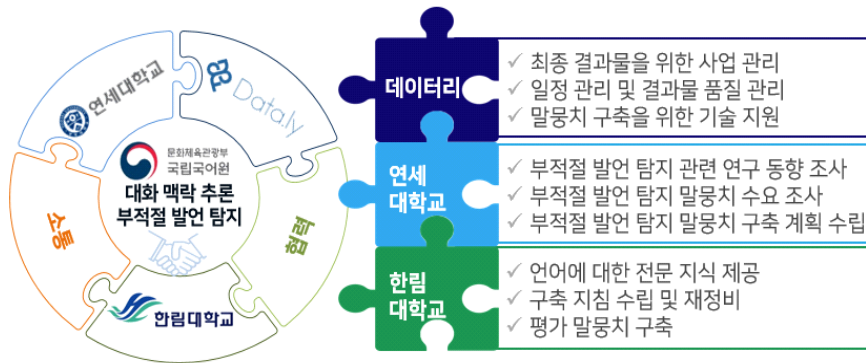 연세대학교
Data.ly
문화체육관광부
국립국어원
대화 맥락 추론
부적절 발언 탐지
소통
협력
한림대학교
데이터리
✓ 최종 결과물을 위한 사업 관리
✓ 일정 관리 및 결과물 품질 관리
✓ 말뭉치 구축을 위한 기술 지원
연세
대학교
✓ 부적절 발언 탐지 관련 연구 동향 조사
✓ 부적절 발언 탐지 말뭉치 수요 조사
✓ 부적절 발언 탐지 말뭉치 구축 계획 수립
한림
대학교
✓ 언어에 대한 전문 지식 제공
✓ 구축 지침 수립 및 재정비
✓ 평가 말뭉치 구축